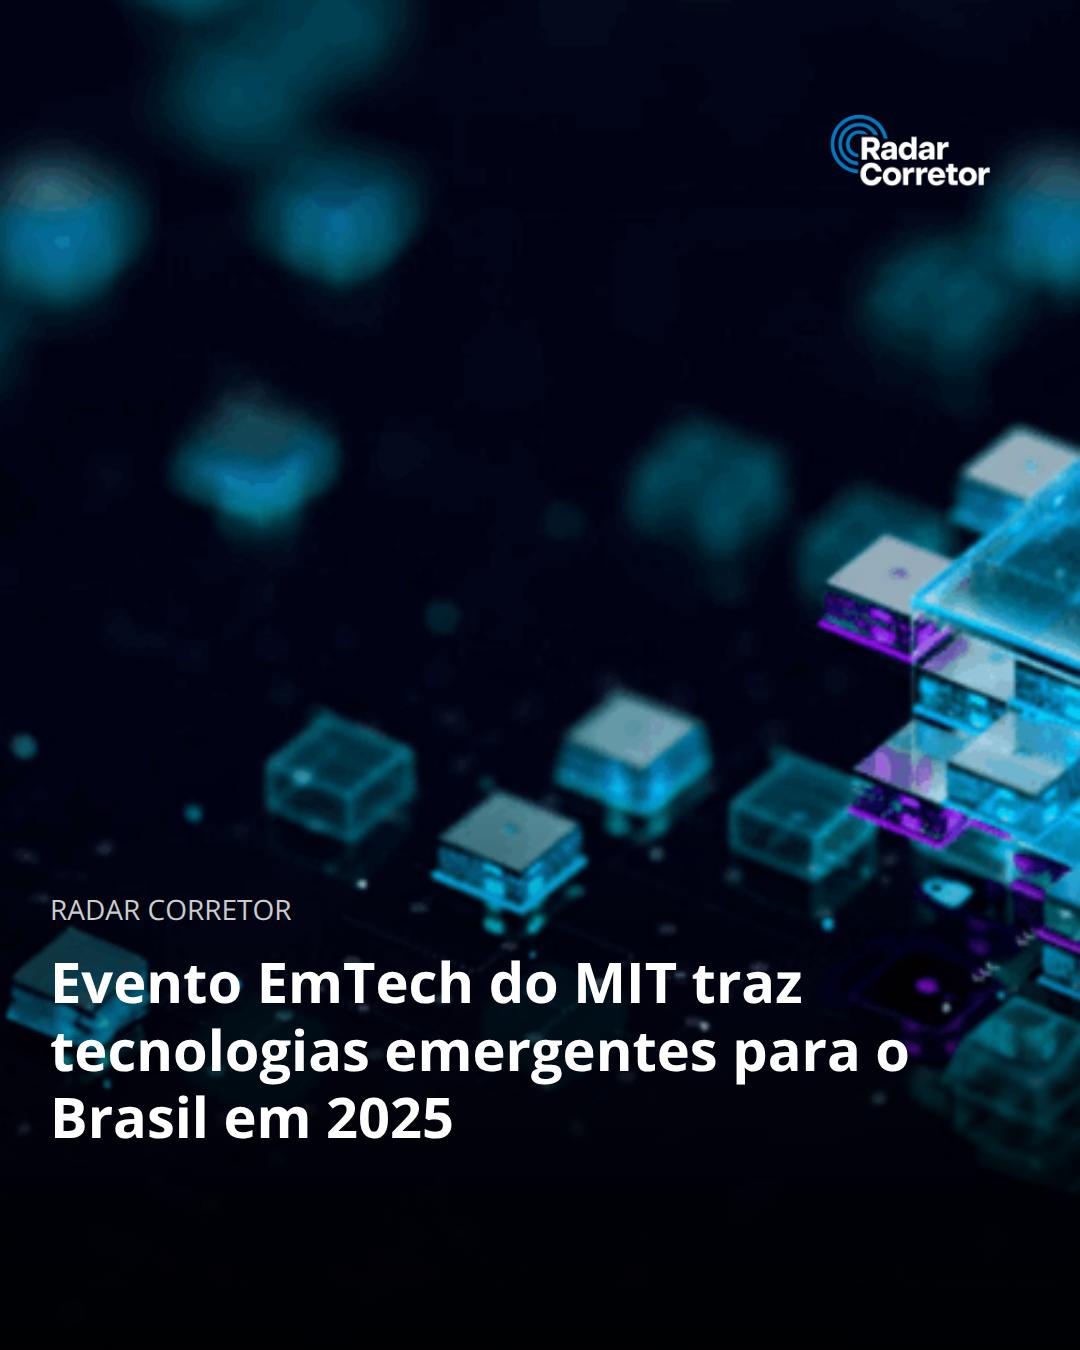 Radar
Corretor
RADAR CORRETOR
Evento EmTech do MIT traz
tecnologias emergentes para o
Brasil em 2025